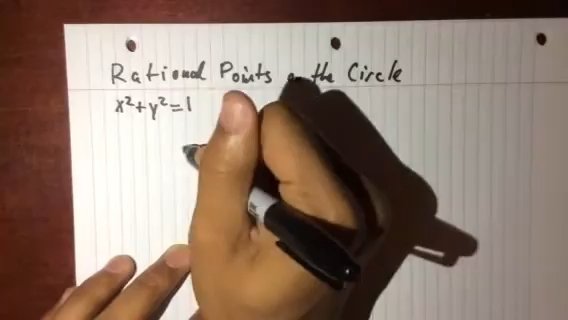 Rational Points on the Circle
x²+y²=1